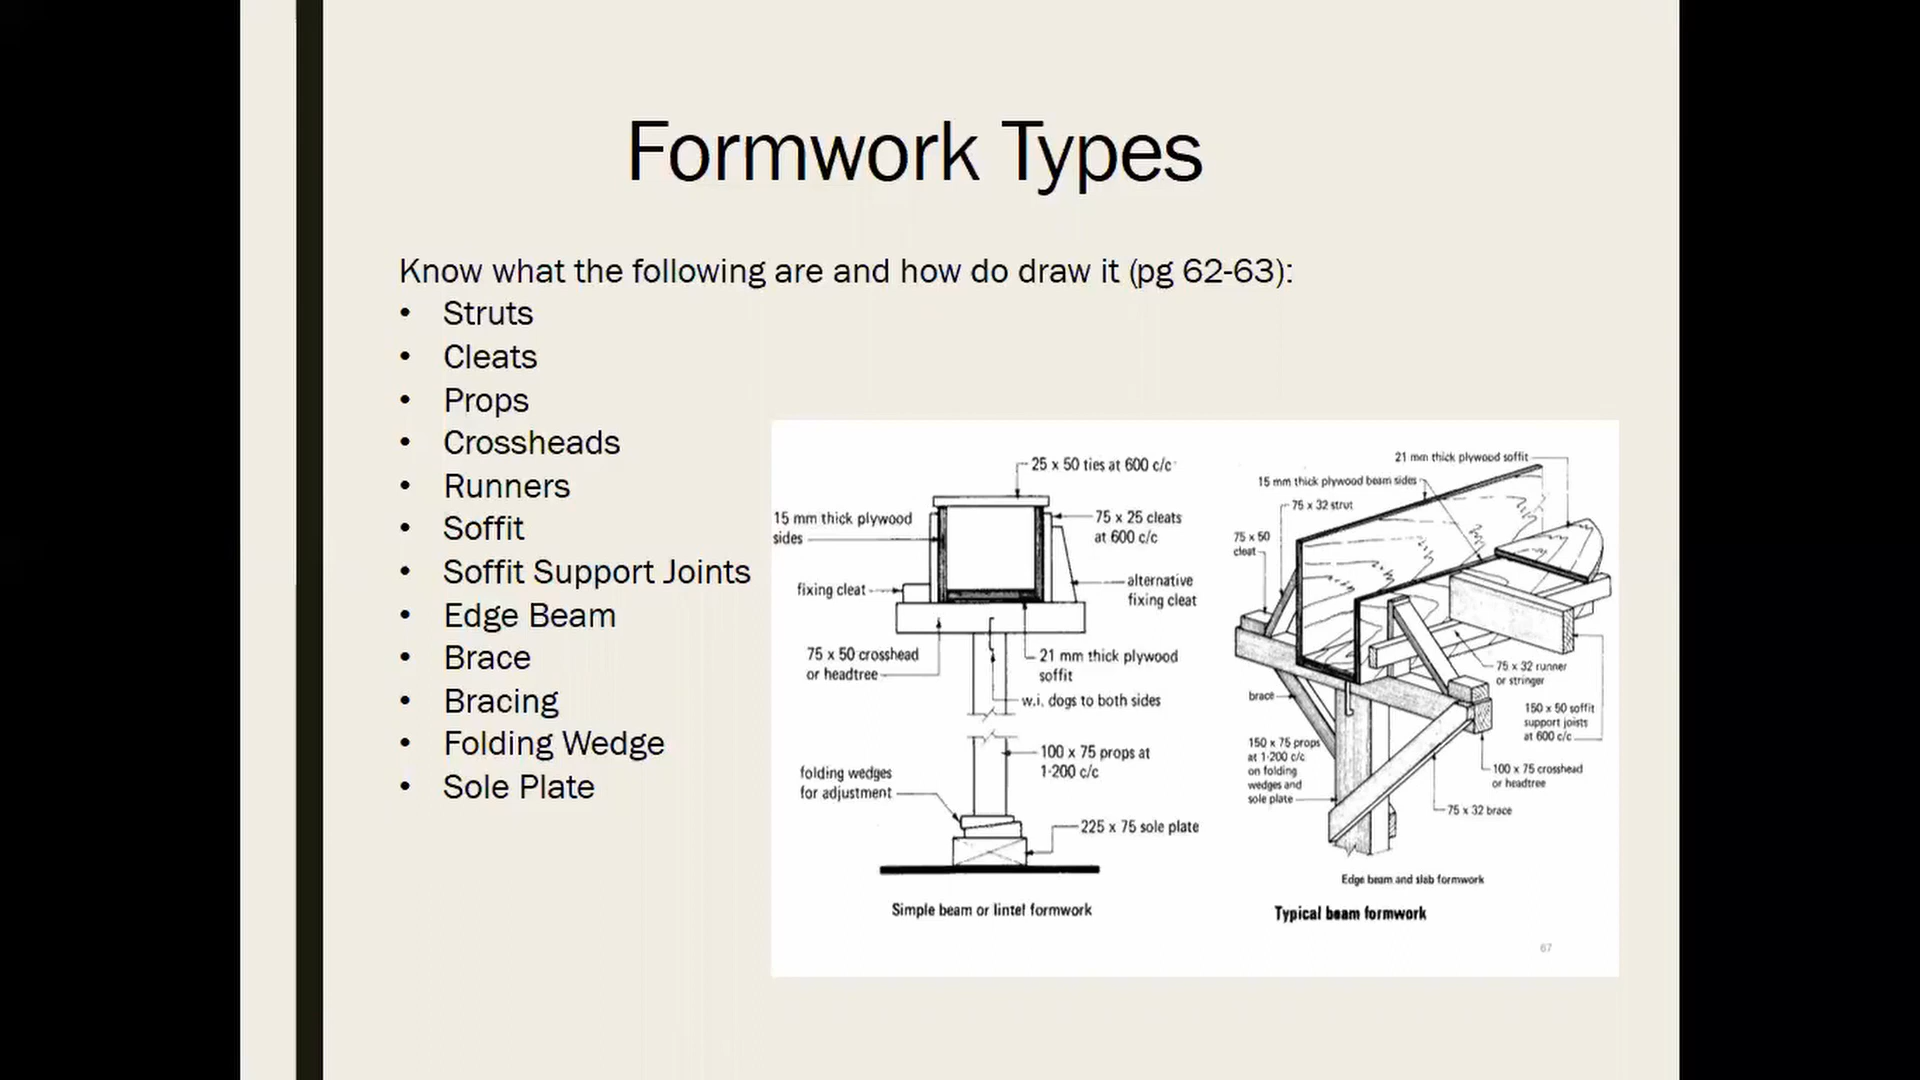 Formwork Types
Know what the following are and how do draw it (pg 62-63):
• Struts
• Cleats
• Props
• Crossheads
• Runners
• Soffit
• Soffit Support Joints
• Edge Beam
• Brace
• Bracing
• Folding Wedge
• Sole Plate
25 x 50 ties at 600 c/c
15 mm thick plywood
sides
75 x 25 cleats
at 600 c/c
fixing cleat
alternative
fixing cleat
75 x 50 crosshead
or headtree
21 mm thick plywood
soffit
w.i. dogs to both sides
100 x 75 props at
1·200 c/c
folding wedges
for adjustment
225 x 75 sole plate
Simple beam or lintel formwork
21 mm thick plywood soffit
15 mm thick plywood beam sides
75 x 32 strut
75 x 50
cleat
75 x 32 runner
or stringer
brace
150 x 50 soffit
support joists
at 600 c/c
150 x 75 props
at 1·200 c/c
on folding
wedges and
sole plate
100 x 75 crosshead
or headtree
75 x 32 brace
Edge beam and slab formwork
Typical beam formwork
67